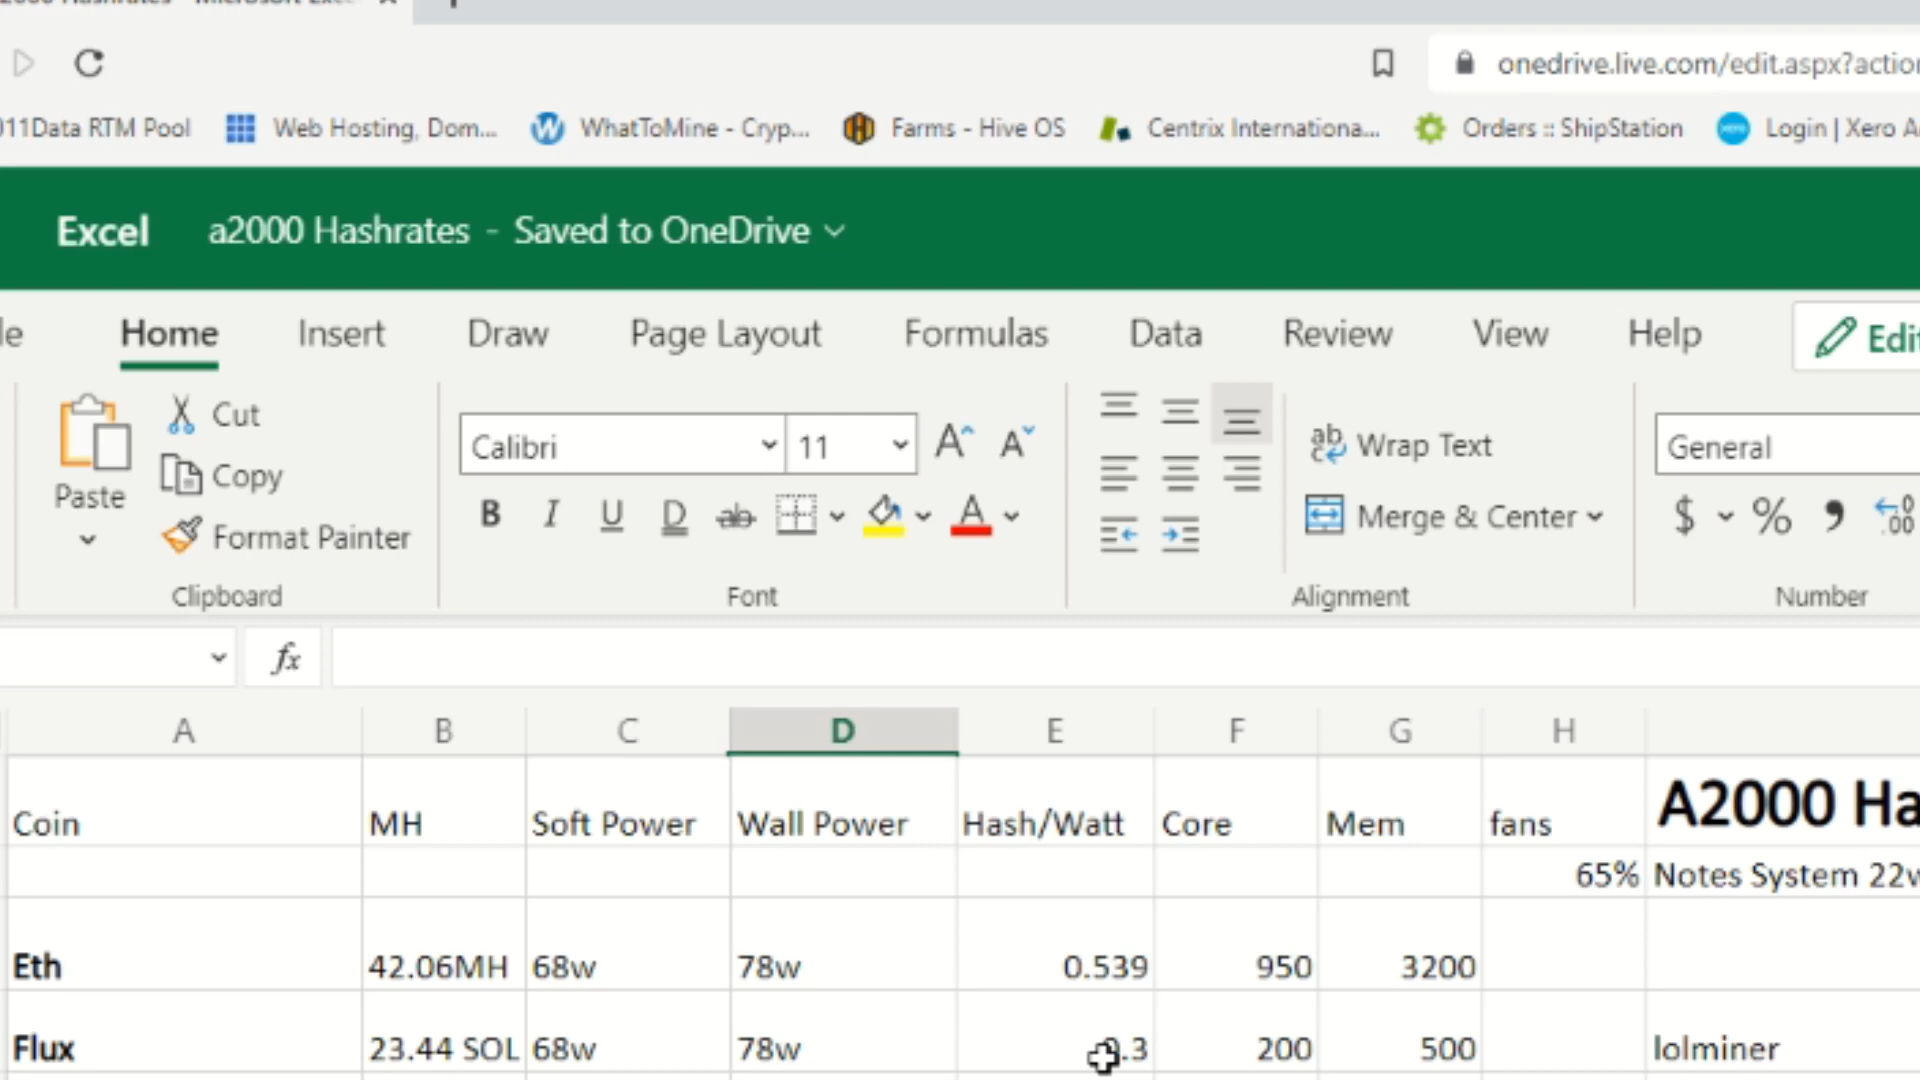 onedrive.live.com/edit.aspx?action
011Data RTM Pool Web Hosting, Dom... WhatToMine - Cryp... Farms - Hive OS Centrix Internationa... Orders :: ShipStation Login | Xero A
Excel a2000 Hashrates - Saved to OneDrive
le Home Insert Draw Page Layout Formulas Data Review View Help Edit
Cut
Copy
Paste
Format Painter
Clipboard
Calibri 11
B I U D ab
Font
Wrap Text
Merge & Center
Alignment
General
$ % 9 .00
Number
fx
A B C D E F G H
Coin MH Soft Power Wall Power Hash/Watt Core Mem fans A2000 Ha
65% Notes System 22w
Eth 42.06MH 68w 78w 0.539 950 3200
Flux 23.44 SOL 68w 78w 0.3 200 500 lolminer